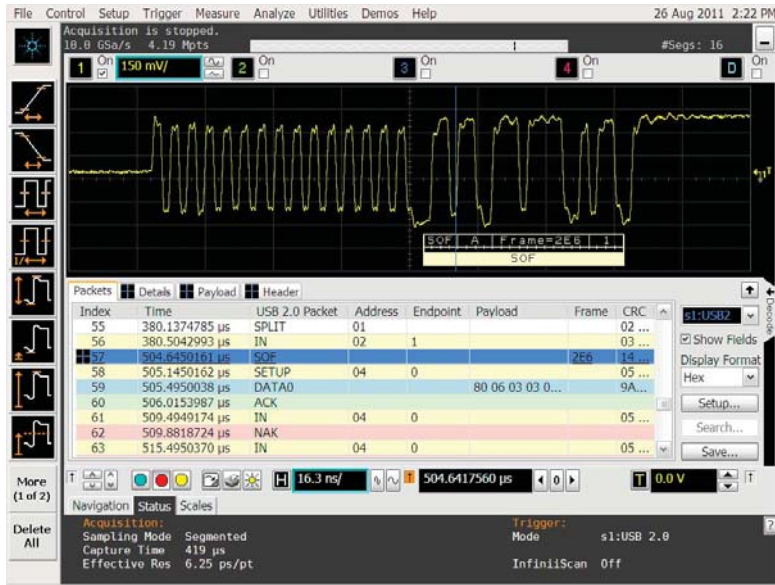 File Control Setup Trigger Measure Analyze Utilities Demos Help 26 Aug 2011 2:22 PM
Acquisition is stopped.
10.0 GSa/s 4.19 Mpts #Segs: 16
1 On 150 mV/ 2 On 3 On 4 On D On
SOF A Frame=2E6 1
SOF
Packets Details Payload Header
Index Time USB 2.0 Packet Address Endpoint Payload Frame CRC
55 380.1374785 µs SPLIT 01 02 ...
56 380.5042993 µs IN 02 1 03 ...
57 504.6450161 µs SOF 2E6 14 ...
58 505.1450162 µs SETUP 04 0 05 ...
59 505.4950038 µs DATA0 80 06 03 03 0... 9A...
60 506.0153987 µs ACK
61 509.4949174 µs IN 04 0 05 ...
62 509.8818724 µs NAK
63 515.4950370 µs IN 04 0 05 ...
Decode
s1:USB2
Show Fields
Display Format
Hex
Setup...
Search...
Save...
More
(1 of 2)
Delete
All
H 16.3 ns/ 504.6417560 µs 0 T 0.0 V
Navigation Status Scales
Acquisition: Trigger:
Sampling Mode Segmented Mode s1:USB 2.0
Capture Time 419 µs
Effective Res 6.25 ps/pt InfiniiScan Off